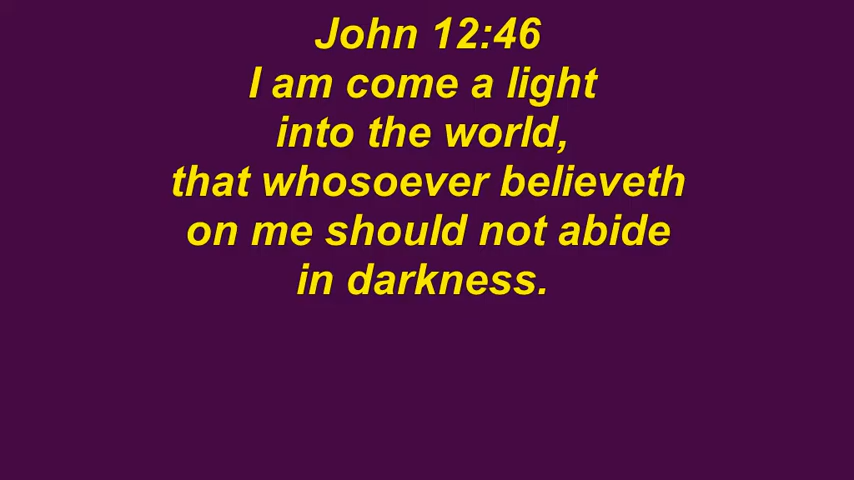 John 12:46
I am come a light
into the world,
that whosoever believeth
on me should not abide
in darkness.